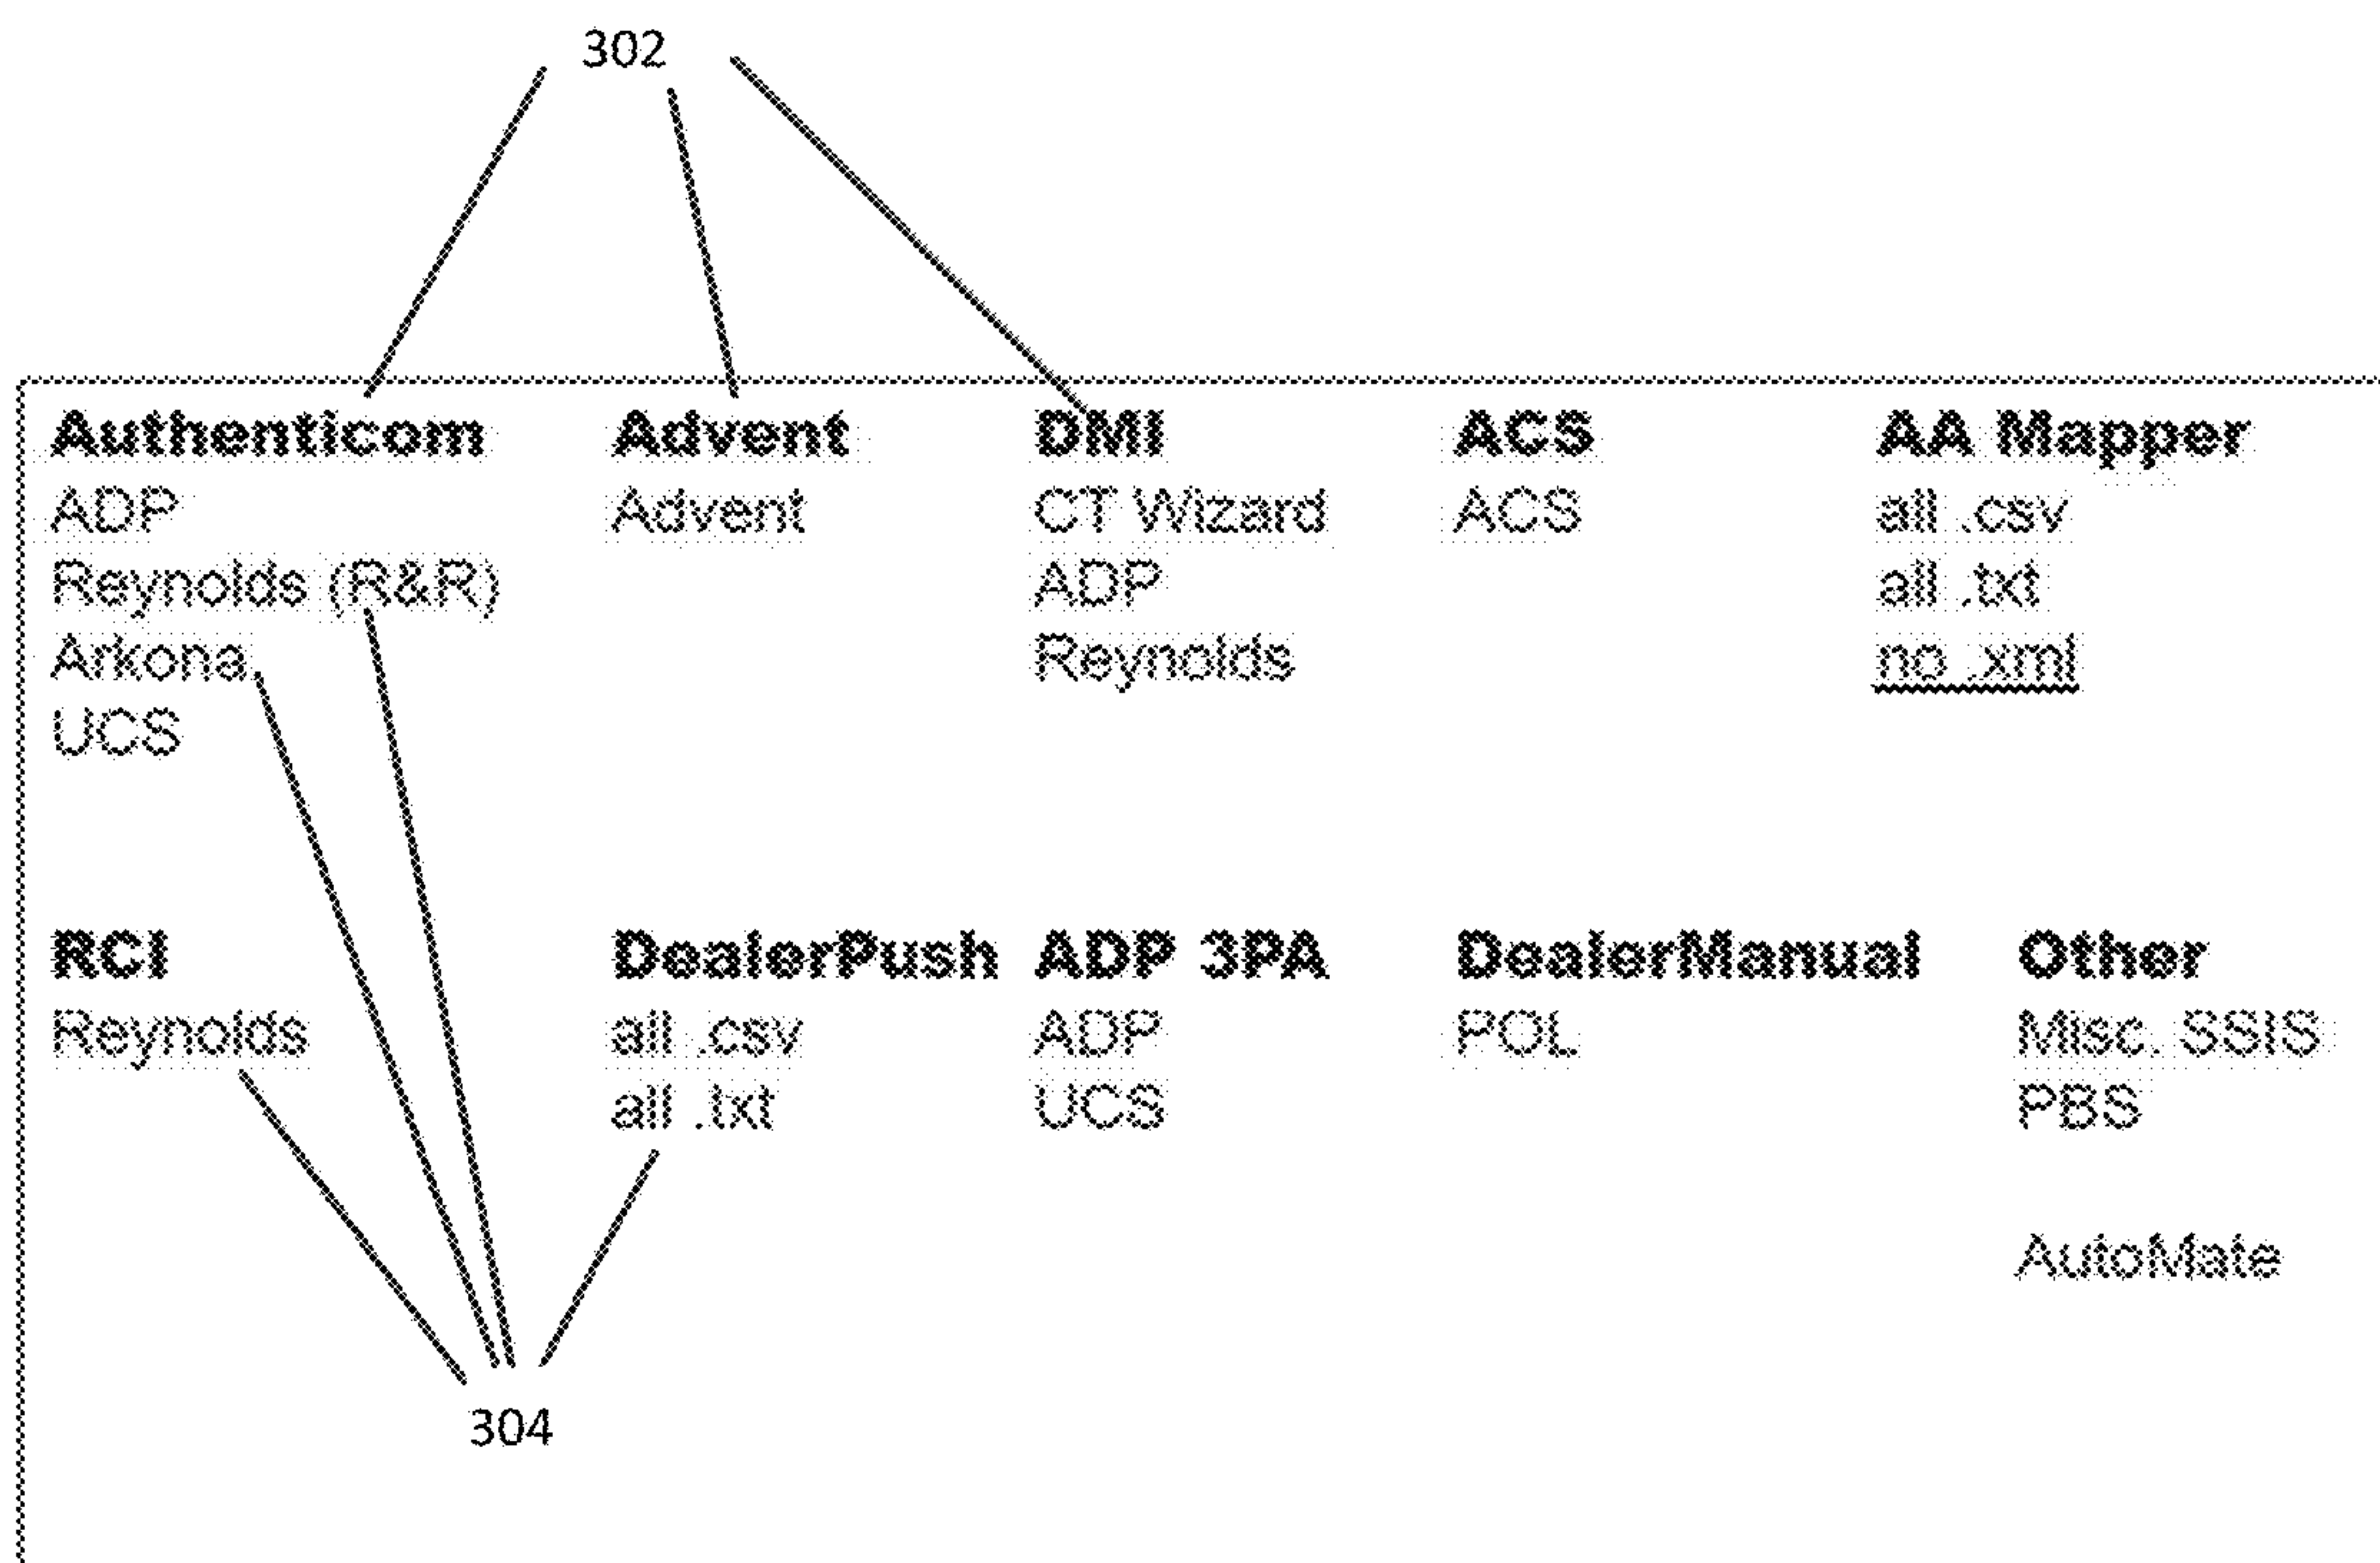 302
Authenticom Advent DMI ACS AA Mapper
ADP Advent CT Wizard ACS all .csv
Reynolds (R&R) ADP all .txt
Arkona Reynolds no .xml
UCS
RCI DealerPush ADP 3PA DealerManual Other
Reynolds all .csv ADP POL Misc. SSIS
all .txt UCS PBS
AutoMate
304